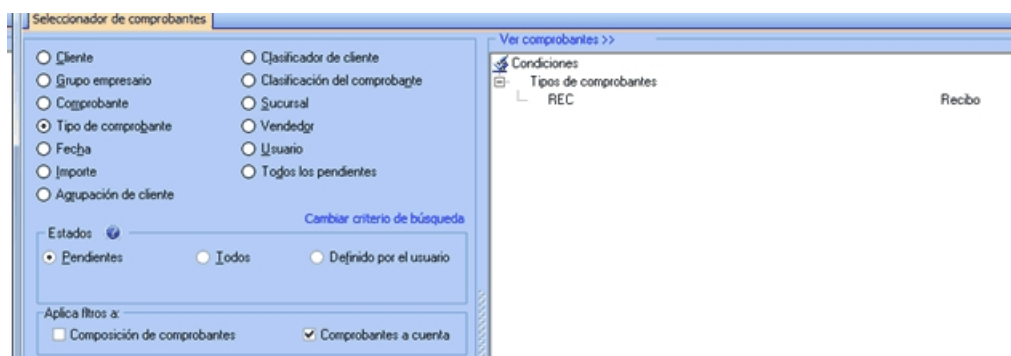 Seleccionador de comprobantes
Cliente
Grupo empresario
Comprobante
Tipo de comprobante
Fecha
Importe
Agrupación de cliente
Clasificador de cliente
Clasificación del comprobante
Sucursal
Vendedor
Usuario
Todos los pendientes
Cambiar criterio de búsqueda
Estados
Pendientes Todos Definido por el usuario
Aplica filtros a:
Composición de comprobantes Comprobantes a cuenta
Ver comprobantes >>
Condiciones
Tipos de comprobantes
REC Recibo